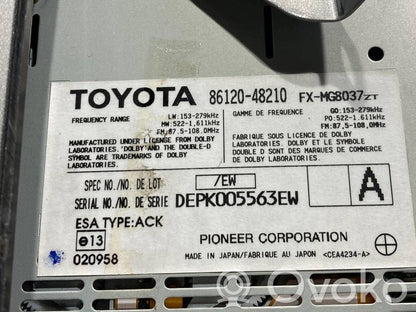 TOYOTA 86120-48210 FX-MG8037ZT
FREQUENCY RANGE LW:153-279kHz GAMME DE FREQUENCE GO:153-279kHz
MW:522-1,611kHz PO:522-1,611kHz
FM:87.5-108.0MHz FM:87,5-108,0MHz
MANUFACTURED UNDER LICENSE FROM DOLBY FABRIQUE SOUS LICENCE DE DOLBY
LABORATORIES. DOLBY AND THE DOUBLE-D LABORATORIES. DOLBY ET LE SYMBOLE
SYMBOL ARE TRADEMARKS OF DOLBY DOUBLE D SONT DES MARQUES DE COMMERCE
LABORATORIES. DE DOLBY LABORATORIES.
SPEC NO./NO. DE LOT /EW A
SERIAL NO./NO. DE SERIE DEPK005563EW
ESA TYPE:ACK
e13 PIONEER CORPORATION
020958 MADE IN JAPAN/FABRIQUE AU JAPON <CEA4234-A>
Ovoko